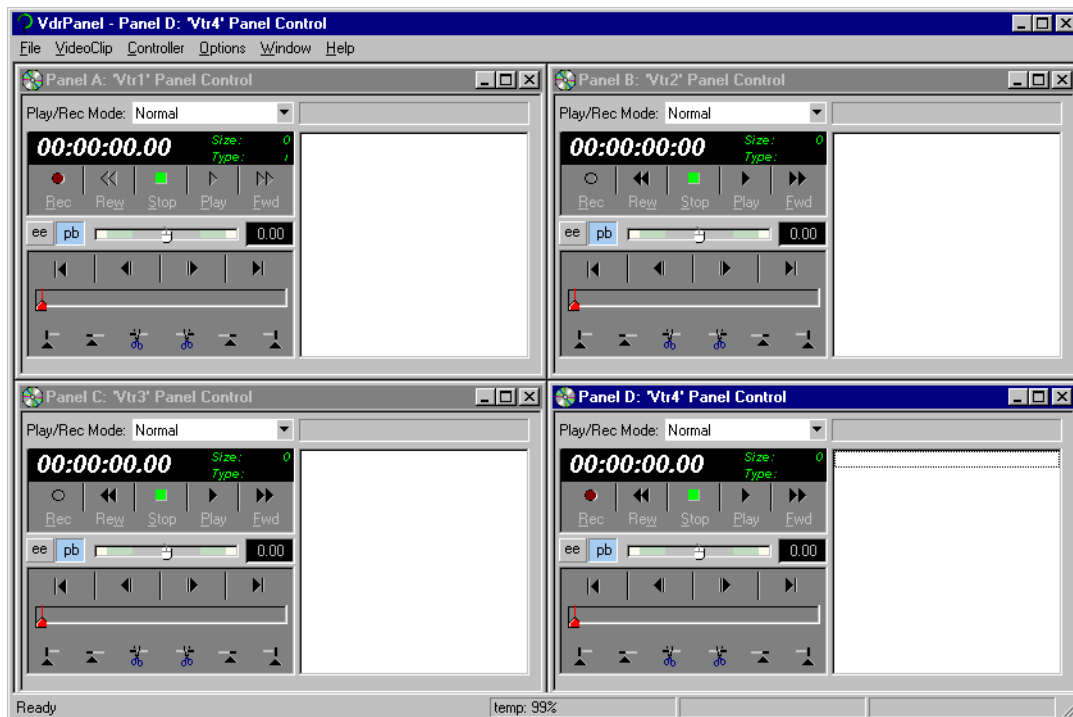 VdrPanel - Panel D: 'Vtr4' Panel Control
File VideoClip Controller Options Window Help
Panel A: 'Vtr1' Panel Control
Play/Rec Mode: Normal
00:00:00.00 Size: 0
Type:
Rec Rew Stop Play Fwd
ee pb 0.00
Panel B: 'Vtr2' Panel Control
Play/Rec Mode: Normal
00:00:00:00 Size: 0
Type:
Rec Rew Stop Play Fwd
ee pb 0.00
Panel C: 'Vtr3' Panel Control
Play/Rec Mode: Normal
00:00:00.00 Size: 0
Type:
Rec Rew Stop Play Fwd
ee pb 0.00
Panel D: 'Vtr4' Panel Control
Play/Rec Mode: Normal
00:00:00.00 Size: 0
Type:
Rec Rew Stop Play Fwd
ee pb 0.00
Ready temp: 99%